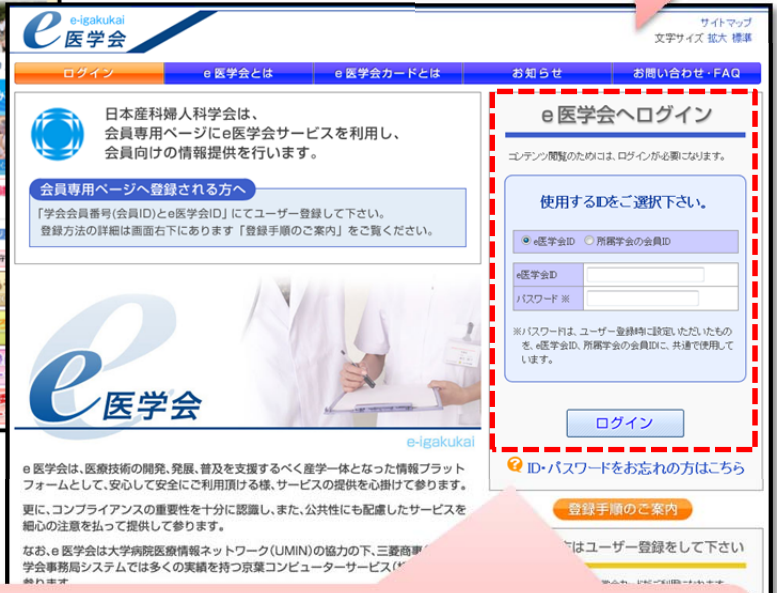 e-igakukai
e医学会
サイトマップ
文字サイズ 拡大 標準
ログイン
e医学会とは
e医学会カードとは
お知らせ
お問い合わせ・FAQ
日本産科婦人科学会は、
会員専用ページにe医学会サービスを利用し、
会員向けの情報提供を行います。
会員専用ページへ登録される方へ
「学会会員番号(会員ID)とe医学会ID」にてユーザー登録して下さい。
登録方法の詳細は画面右下にあります「登録手順のご案内」をご覧ください。
e医学会
e-igakukai
e医学会は、医療技術の開発、発展、普及を支援するべく産学一体となった情報プラット
フォームとして、安心して安全にご利用頂ける様、サービスの提供を心掛けて参ります。
更に、コンプライアンスの重要性を十分に認識し、また、公共性にも配慮したサービスを
細心の注意を払って提供して参ります。
なお、e医学会は大学病院医療情報ネットワーク(UMIN)の協力の下、三菱商事
学会事務局システムでは多くの実績を持つ京葉コンピューターサービス(
参ります
e医学会へログイン
コンテンツ閲覧のためには、ログインが必要になります。
使用するIDをご選択下さい。
e医学会ID 所属学会の会員ID
e医学会ID
パスワード ※
※パスワードは、ユーザー登録時に設定いただいたもの
を、e医学会ID、所属学会の会員IDに、共通で使用して
います。
ログイン
ID・パスワードをお忘れの方はこちら
登録手順のご案内
方はユーザー登録をして下さい